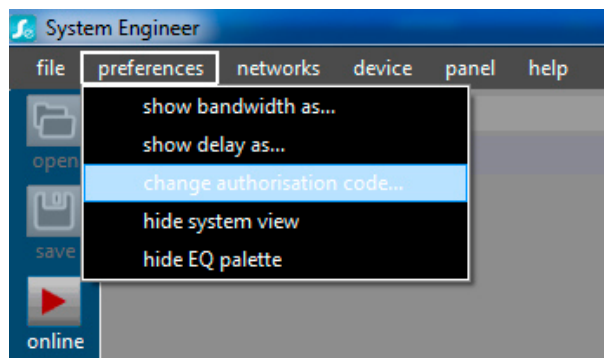 System Engineer
file preferences networks device panel help
show bandwidth as...
show delay as...
change authorisation code...
hide system view
hide EQ palette
open
save
online